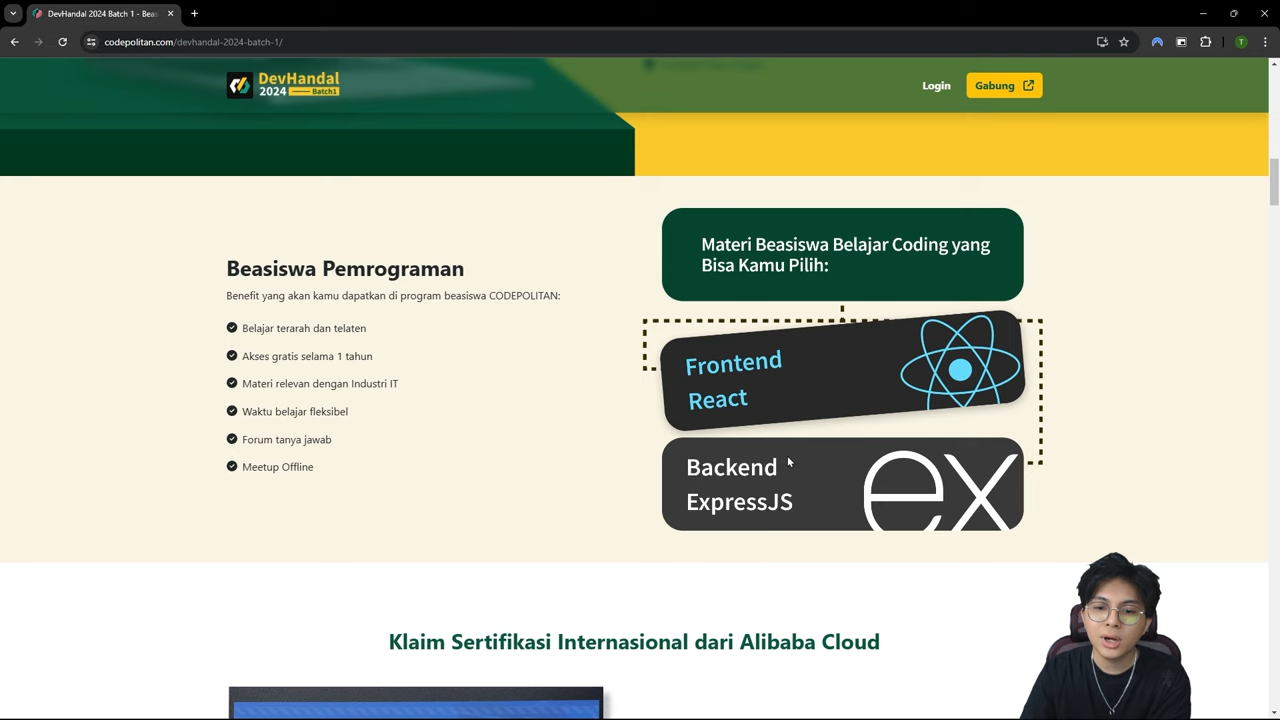 DevHandal 2024 Batch 1 - Beas
codepolitan.com/devhandal-2024-batch-1/
T
DevHandal
2024 Batch1
Login
Gabung
Beasiswa Pemrograman
Benefit yang akan kamu dapatkan di program beasiswa CODEPOLITAN:
Belajar terarah dan telaten
Akses gratis selama 1 tahun
Materi relevan dengan Industri IT
Waktu belajar fleksibel
Forum tanya jawab
Meetup Offline
Materi Beasiswa Belajar Coding yang
Bisa Kamu Pilih:
Frontend
React
Backend
ExpressJS
ex
Klaim Sertifikasi Internasional dari Alibaba Cloud